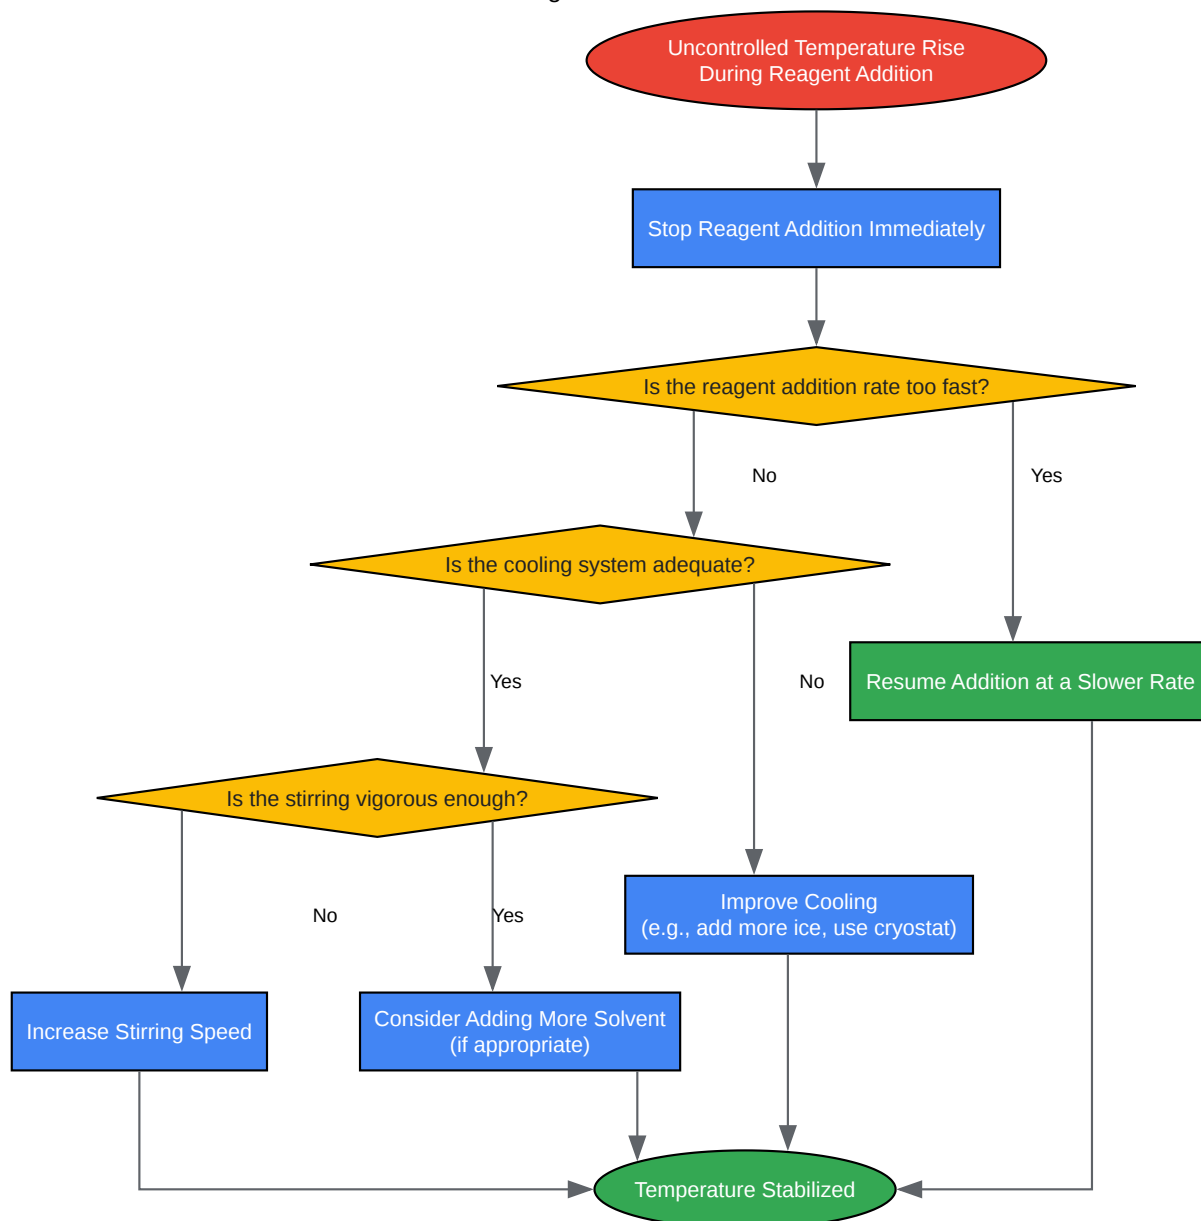 Uncontrolled Temperature Rise
During Reagent Addition
Stop Reagent Addition Immediately
Is the reagent addition rate too fast?
No
Yes
Is the cooling system adequate?
Yes
No
Resume Addition at a Slower Rate
Is the stirring vigorous enough?
No
Yes
Improve Cooling
(e.g., add more ice, use cryostat)
Increase Stirring Speed
Consider Adding More Solvent
(if appropriate)
Temperature Stabilized